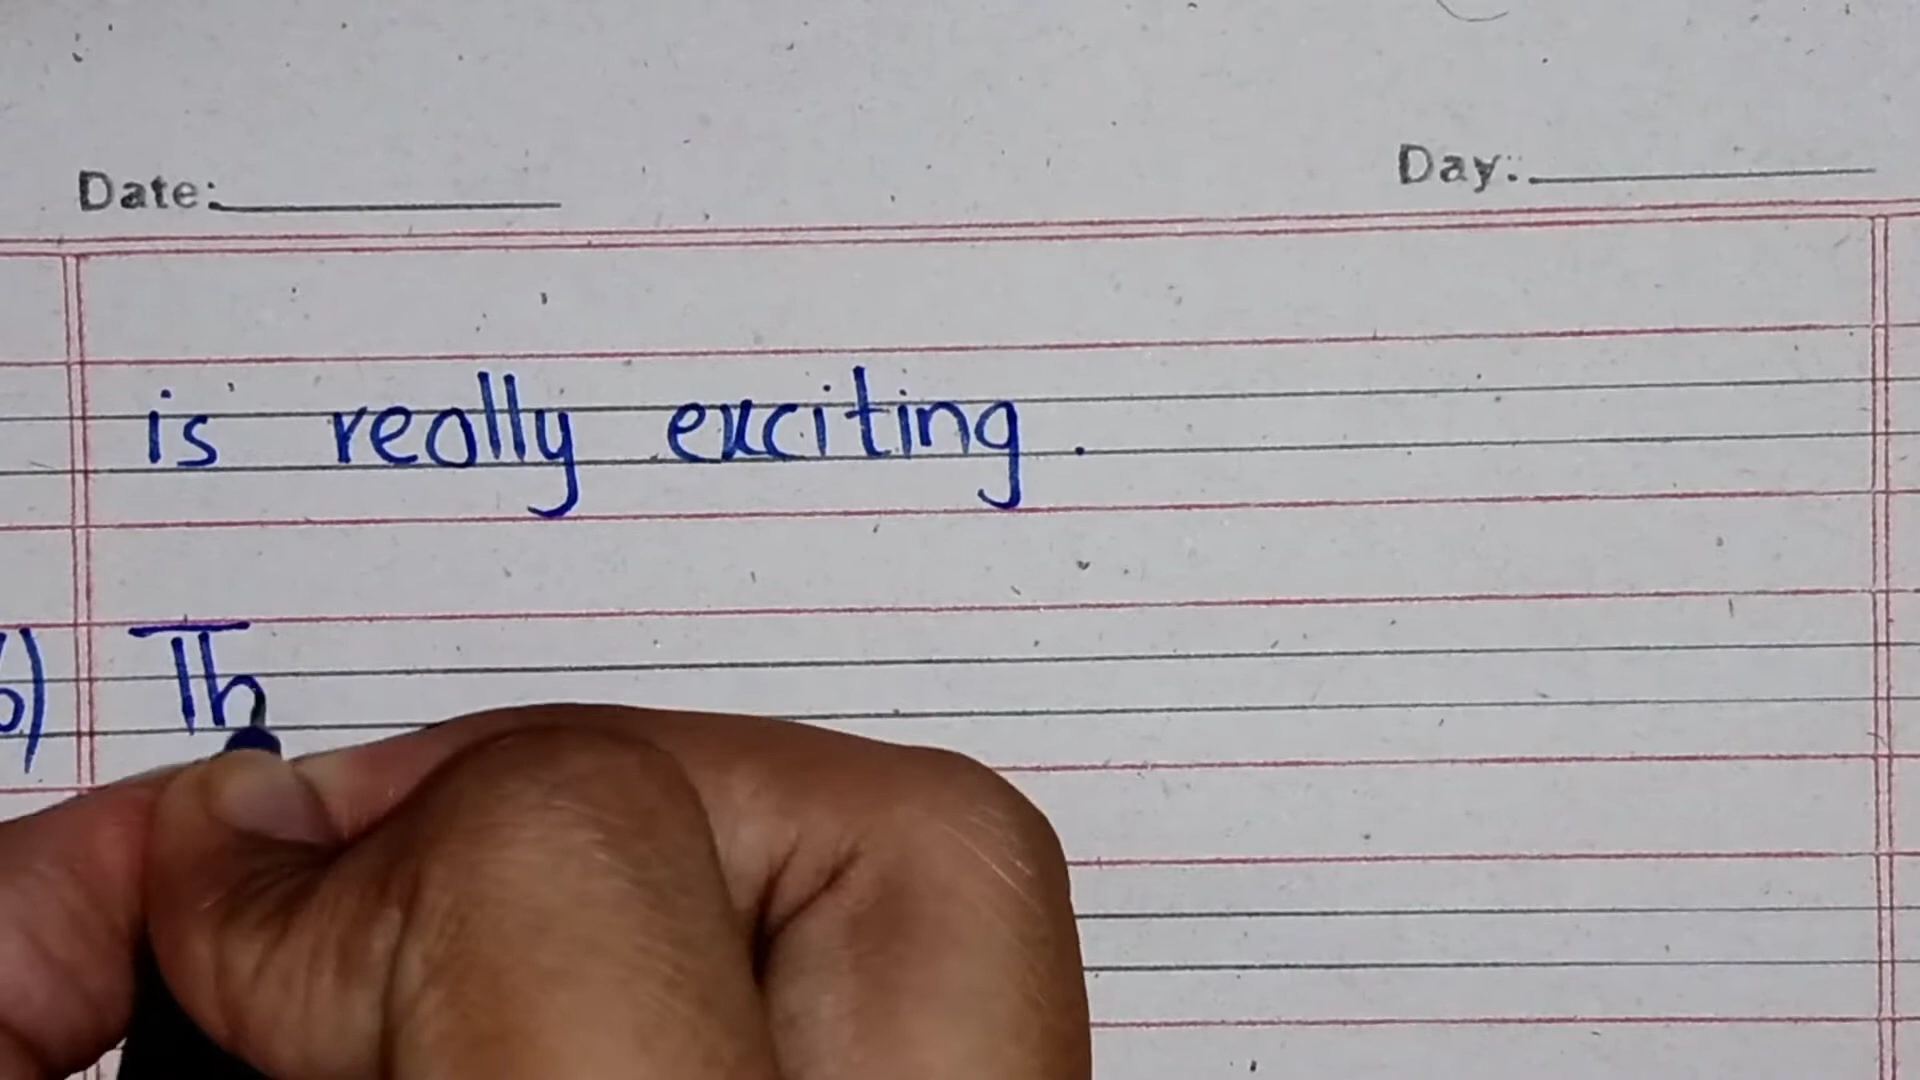 Date: Day:
is really exciting.
Th